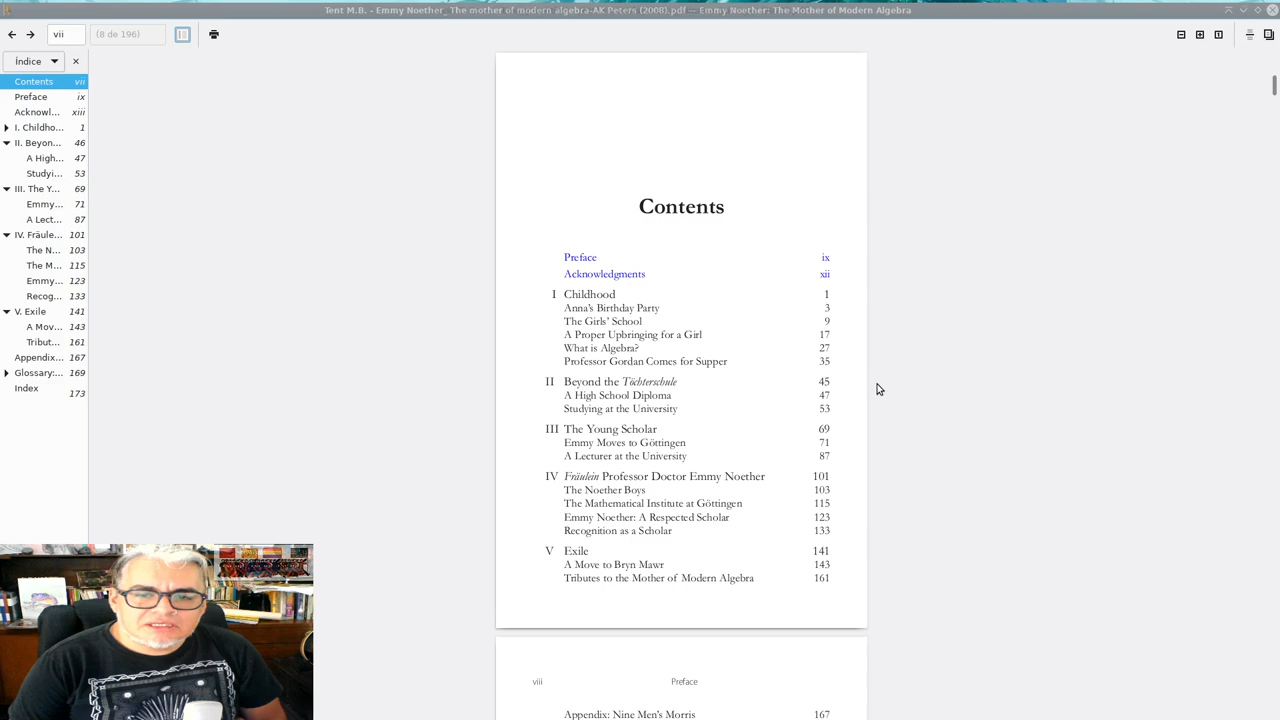 Tent M.B. - Emmy Noether_ The mother of modern algebra-AK Peters (2008).pdf — Emmy Noether: The Mother of Modern Algebra
vii (8 de 196)
Índice
Contents vii
Preface ix
Acknowl... xiii
I. Childho... 1
II. Beyon... 46
A High... 47
Studyi... 53
III. The Y... 69
Emmy... 71
A Lect... 87
IV. Fräule... 101
The N... 103
The M... 115
Emmy... 123
Recog... 133
V. Exile 141
A Mov... 143
Tribut... 161
Appendix... 167
Glossary:... 169
Index 173
Contents
Preface ix
Acknowledgments xii
I Childhood 1
Anna's Birthday Party 3
The Girls' School 9
A Proper Upbringing for a Girl 17
What is Algebra? 27
Professor Gordan Comes for Supper 35
II Beyond the Töchterschule 45
A High School Diploma 47
Studying at the University 53
III The Young Scholar 69
Emmy Moves to Göttingen 71
A Lecturer at the University 87
IV Fräulein Professor Doctor Emmy Noether 101
The Noether Boys 103
The Mathematical Institute at Göttingen 115
Emmy Noether: A Respected Scholar 123
Recognition as a Scholar 133
V Exile 141
A Move to Bryn Mawr 143
Tributes to the Mother of Modern Algebra 161
viii Preface
Appendix: Nine Men's Morris 167